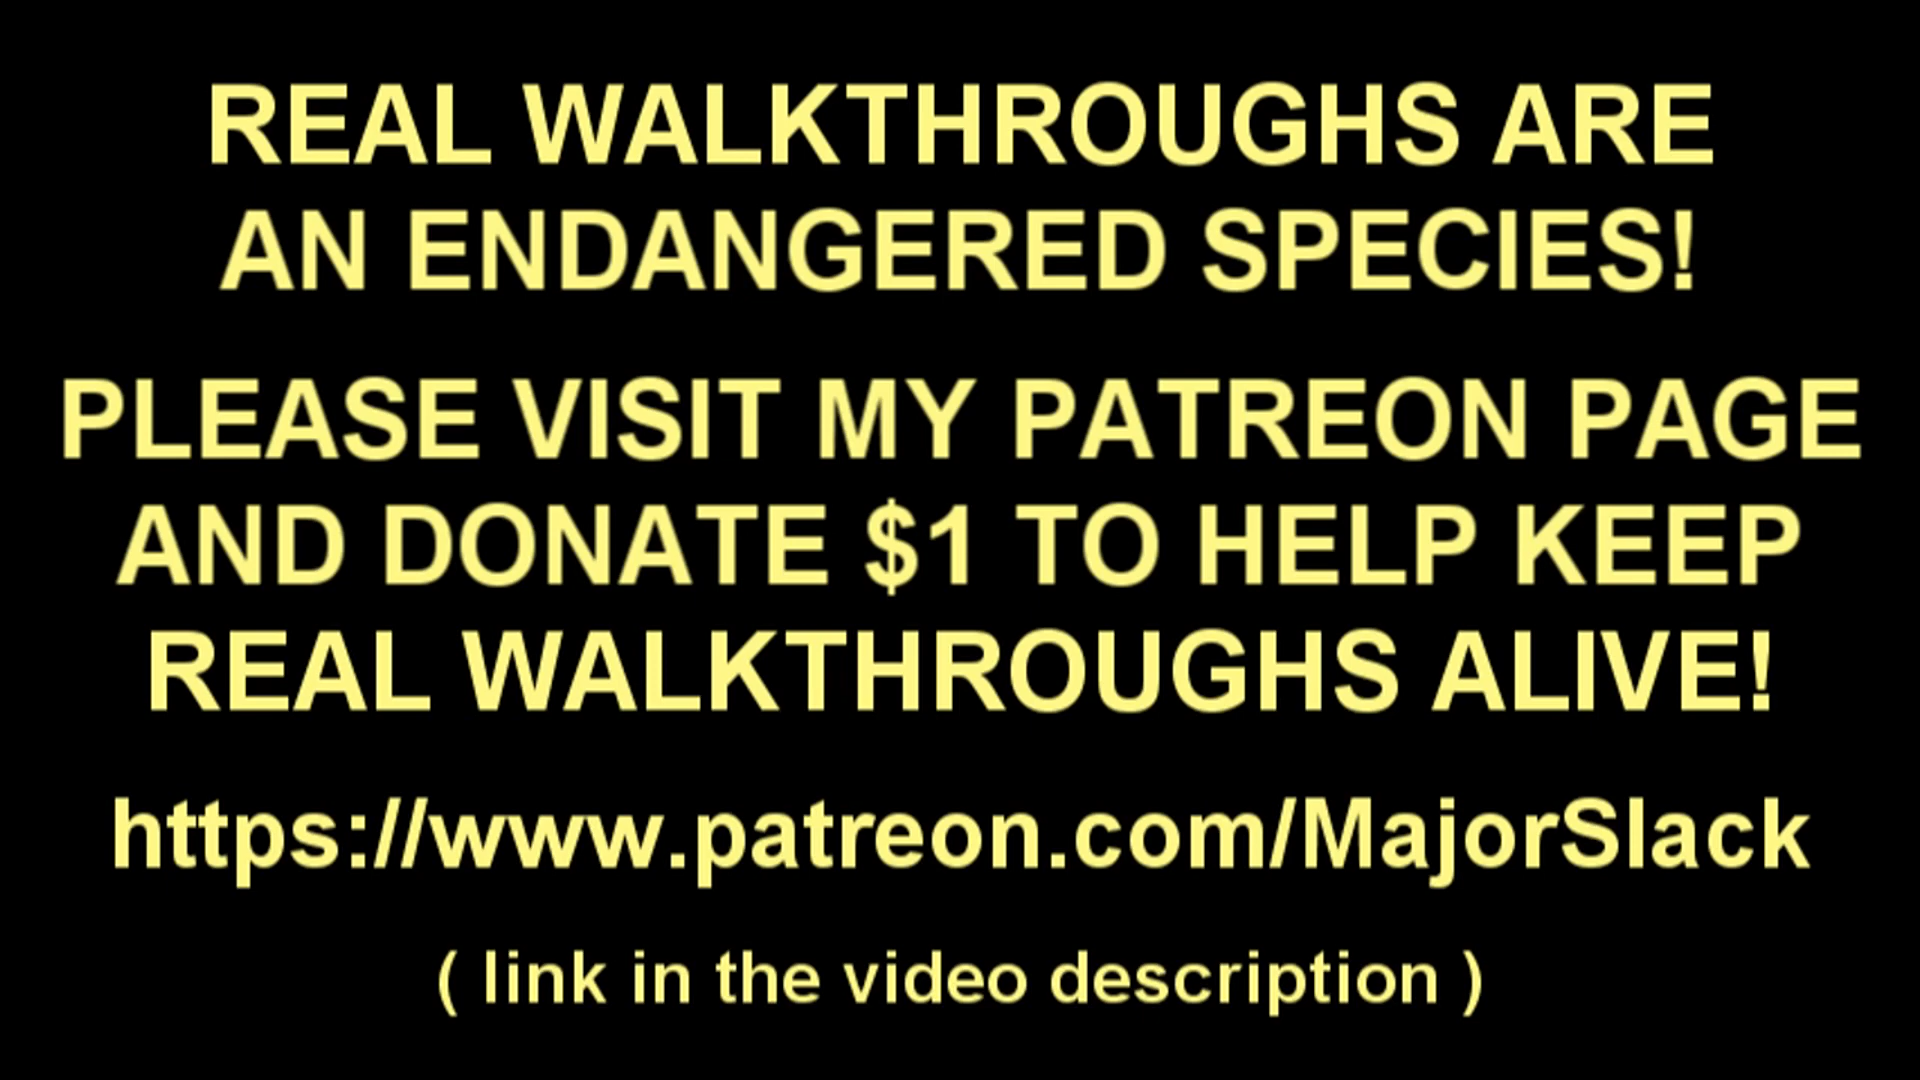 REAL WALKTHROUGHS ARE
AN ENDANGERED SPECIES!
PLEASE VISIT MY PATREON PAGE
AND DONATE $1 TO HELP KEEP
REAL WALKTHROUGHS ALIVE!
https://www.patreon.com/MajorSlack
( link in the video description )